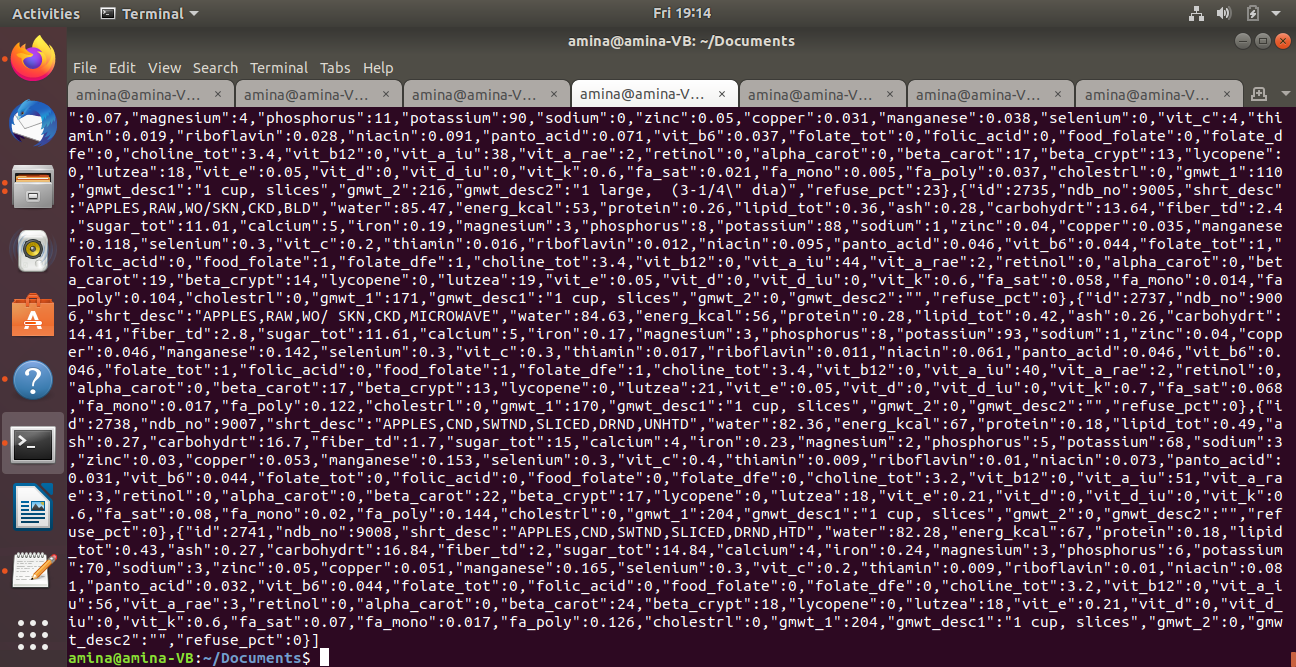 Activities
Terminal
Fri 19:14
amina@amina-VB: ~/Documents
File Edit View Search Terminal Tabs Help
amina@amina-V... × amina@amina-V... × amina@amina-V... × amina@amina-V... × amina@amina-V... × amina@amina-V... × amina@amina-V... ×
":0.07,"magnesium":4,"phosphorus":11,"potassium":90,"sodium":0,"zinc":0.05,"copper":0.031,"manganese":0.038,"selenium":0,"vit_c":4,"thi
amin":0.019,"riboflavin":0.028,"niacin":0.091,"panto_acid":0.071,"vit_b6":0.037,"folate_tot":0,"folic_acid":0,"food_folate":0,"folate_d
fe":0,"choline_tot":3.4,"vit_b12":0,"vit_a_iu":38,"vit_a_rae":2,"retinol":0,"alpha_carot":0,"beta_carot":17,"beta_crypt":13,"lycopene":
0,"lutzea":18,"vit_e":0.05,"vit_d":0,"vit_d_iu":0,"vit_k":0.6,"fa_sat":0.021,"fa_mono":0.005,"fa_poly":0.037,"cholestrl":0,"gmwt_1":110
,"gmwt_desc1":"1 cup, slices","gmwt_2":216,"gmwt_desc2":"1 large,  (3-1/4\" dia)","refuse_pct":23},{"id":2735,"ndb_no":9005,"shrt_desc"
:"APPLES,RAW,WO/SKN,CKD,BLD","water":85.47,"energ_kcal":53,"protein":0.26,"lipid_tot":0.36,"ash":0.28,"carbohydrt":13.64,"fiber_td":2.4
,"sugar_tot":11.01,"calcium":5,"iron":0.19,"magnesium":3,"phosphorus":8,"potassium":88,"sodium":1,"zinc":0.04,"copper":0.035,"manganese
":0.118,"selenium":0.3,"vit_c":0.2,"thiamin":0.016,"riboflavin":0.012,"niacin":0.095,"panto_acid":0.046,"vit_b6":0.044,"folate_tot":1,"
folic_acid":0,"food_folate":1,"folate_dfe":1,"choline_tot":3.4,"vit_b12":0,"vit_a_iu":44,"vit_a_rae":2,"retinol":0,"alpha_carot":0,"bet
a_carot":19,"beta_crypt":14,"lycopene":0,"lutzea":19,"vit_e":0.05,"vit_d":0,"vit_d_iu":0,"vit_k":0.6,"fa_sat":0.058,"fa_mono":0.014,"fa
_poly":0.104,"cholestrl":0,"gmwt_1":171,"gmwt_desc1":"1 cup, slices","gmwt_2":0,"gmwt_desc2":"","refuse_pct":0},{"id":2737,"ndb_no":900
6,"shrt_desc":"APPLES,RAW,WO/ SKN,CKD,MICROWAVE","water":84.63,"energ_kcal":56,"protein":0.28,"lipid_tot":0.42,"ash":0.26,"carbohydrt":
14.41,"fiber_td":2.8,"sugar_tot":11.61,"calcium":5,"iron":0.17,"magnesium":3,"phosphorus":8,"potassium":93,"sodium":1,"zinc":0.04,"copp
er":0.046,"manganese":0.142,"selenium":0.3,"vit_c":0.3,"thiamin":0.017,"riboflavin":0.011,"niacin":0.061,"panto_acid":0.046,"vit_b6":0.
046,"folate_tot":1,"folic_acid":0,"food_folate":1,"folate_dfe":1,"choline_tot":3.4,"vit_b12":0,"vit_a_iu":40,"vit_a_rae":2,"retinol":0,
"alpha_carot":0,"beta_carot":17,"beta_crypt":13,"lycopene":0,"lutzea":21,"vit_e":0.05,"vit_d":0,"vit_d_iu":0,"vit_k":0.7,"fa_sat":0.068
,"fa_mono":0.017,"fa_poly":0.122,"cholestrl":0,"gmwt_1":170,"gmwt_desc1":"1 cup, slices","gmwt_2":0,"gmwt_desc2":"","refuse_pct":0},{"i
d":2738,"ndb_no":9007,"shrt_desc":"APPLES,CND,SWTND,SLICED,DRND,UNHTD","water":82.36,"energ_kcal":67,"protein":0.18,"lipid_tot":0.49,"a
sh":0.27,"carbohydrt":16.7,"fiber_td":1.7,"sugar_tot":15,"calcium":4,"iron":0.23,"magnesium":2,"phosphorus":5,"potassium":68,"sodium":3
,"zinc":0.03,"copper":0.053,"manganese":0.153,"selenium":0.3,"vit_c":0.4,"thiamin":0.009,"riboflavin":0.01,"niacin":0.073,"panto_acid":
0.031,"vit_b6":0.044,"folate_tot":0,"folic_acid":0,"food_folate":0,"folate_dfe":0,"choline_tot":3.2,"vit_b12":0,"vit_a_iu":51,"vit_a_ra
e":3,"retinol":0,"alpha_carot":0,"beta_carot":22,"beta_crypt":17,"lycopene":0,"lutzea":18,"vit_e":0.21,"vit_d":0,"vit_d_iu":0,"vit_k":0
.6,"fa_sat":0.08,"fa_mono":0.02,"fa_poly":0.144,"cholestrl":0,"gmwt_1":204,"gmwt_desc1":"1 cup, slices","gmwt_2":0,"gmwt_desc2":"","ref
use_pct":0},{"id":2741,"ndb_no":9008,"shrt_desc":"APPLES,CND,SWTND,SLICED,DRND,HTD","water":82.28,"energ_kcal":67,"protein":0.18,"lipid
_tot":0.43,"ash":0.27,"carbohydrt":16.84,"fiber_td":2,"sugar_tot":14.84,"calcium":4,"iron":0.24,"magnesium":3,"phosphorus":6,"potassium
":70,"sodium":3,"zinc":0.05,"copper":0.051,"manganese":0.165,"selenium":0.3,"vit_c":0.2,"thiamin":0.009,"riboflavin":0.01,"niacin":0.08
1,"panto_acid":0.032,"vit_b6":0.044,"folate_tot":0,"folic_acid":0,"food_folate":0,"folate_dfe":0,"choline_tot":3.2,"vit_b12":0,"vit_a_i
u":56,"vit_a_rae":3,"retinol":0,"alpha_carot":0,"beta_carot":24,"beta_crypt":18,"lycopene":0,"lutzea":18,"vit_e":0.21,"vit_d":0,"vit_d_
iu":0,"vit_k":0.6,"fa_sat":0.07,"fa_mono":0.017,"fa_poly":0.126,"cholestrl":0,"gmwt_1":204,"gmwt_desc1":"1 cup, slices","gmwt_2":0,"gmw
t_desc2":"","refuse_pct":0}]
amina@amina-VB:~/Documents$